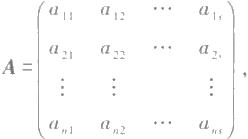 A = ( a₁₁ a₁₂ ⋯ a₁ₛ
a₂₁ a₂₂ ⋯ a₂ₛ
⋮ ⋮ ⋮
aₙ₁ aₙ₂ ⋯ aₙₛ ) ,